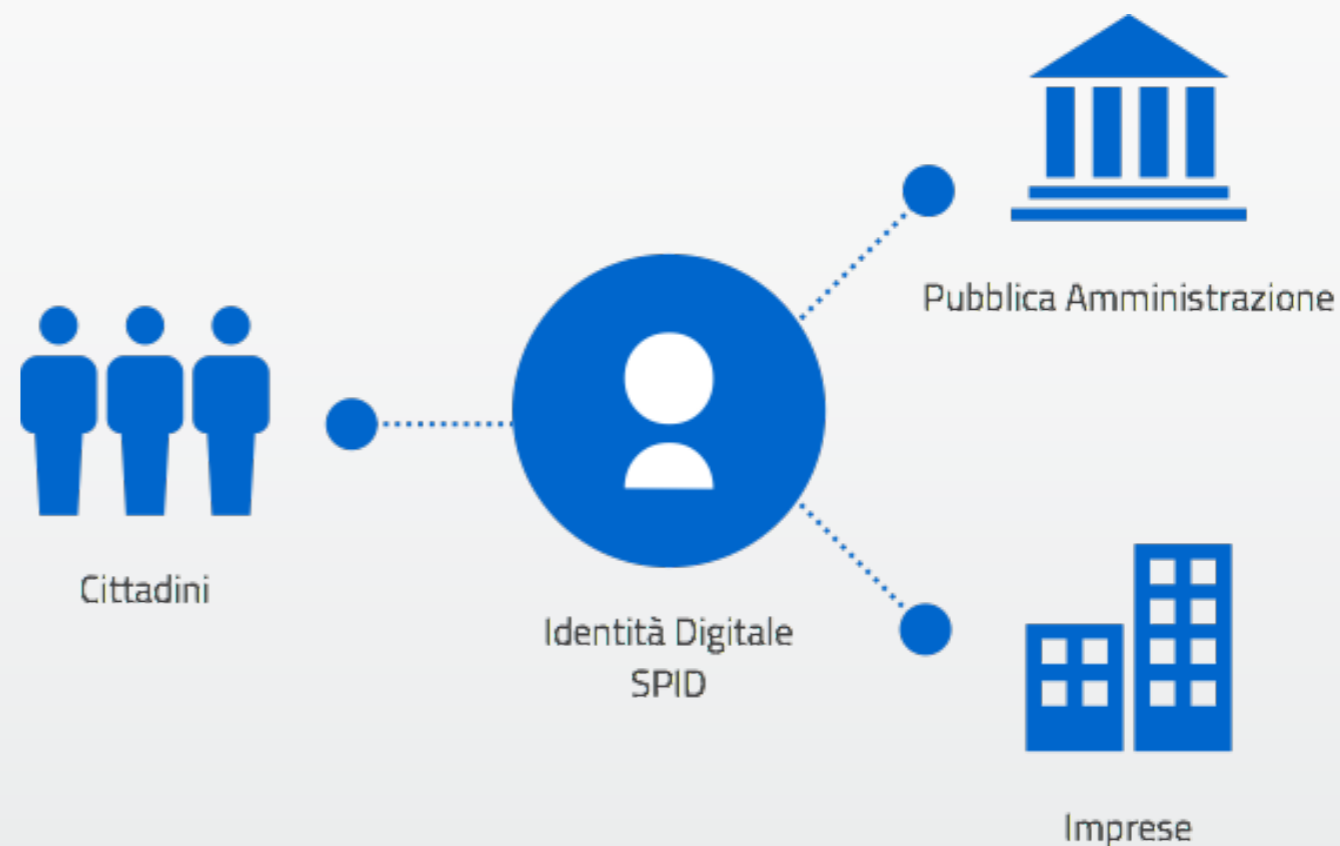 Pubblica Amministrazione
Cittadini
Identità Digitale
SPID
Imprese